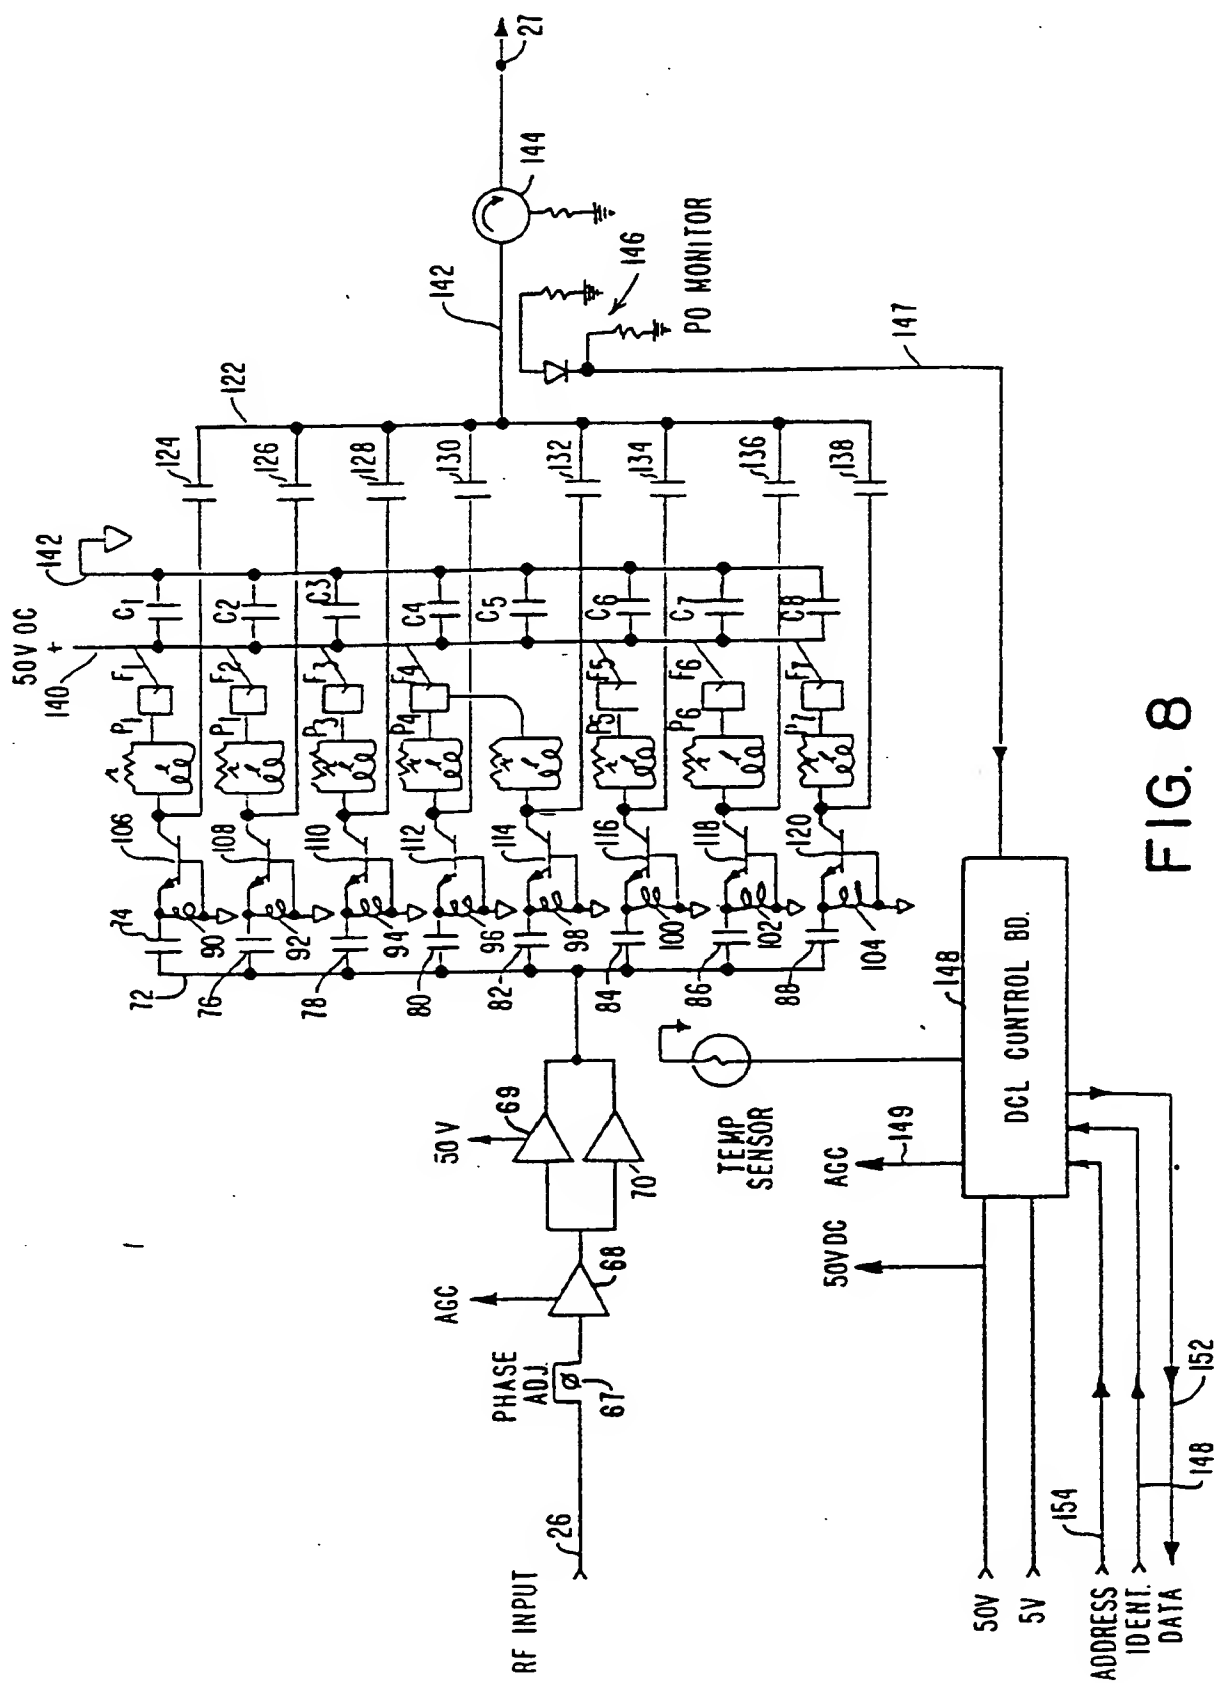 50V DC
+
140
142
P1
F1
C1
P1
F2
C2
P3
F3
C3
P4
F4
C4
C5
P5
F5
C6
P6
F6
C7
P7
F7
C8
r
l
r
l
r
l
r
l
r
l
r
l
r
l
r
l
106
108
110
112
114
116
118
120
74
76
78
80
82
84
86
88
72
90
92
94
96
98
100
102
104
122
124
126
128
130
132
134
136
138
142
144
27
146
PO MONITOR
147
RF INPUT
26
PHASE
ADJ.
Ø
67
AGC
68
50V
69
70
TEMP
SENSOR
148
DCL CONTROL BD.
AGC
149
50VDC
50V
5V
ADDRESS
IDENT.
DATA
154
148
152
FIG. 8